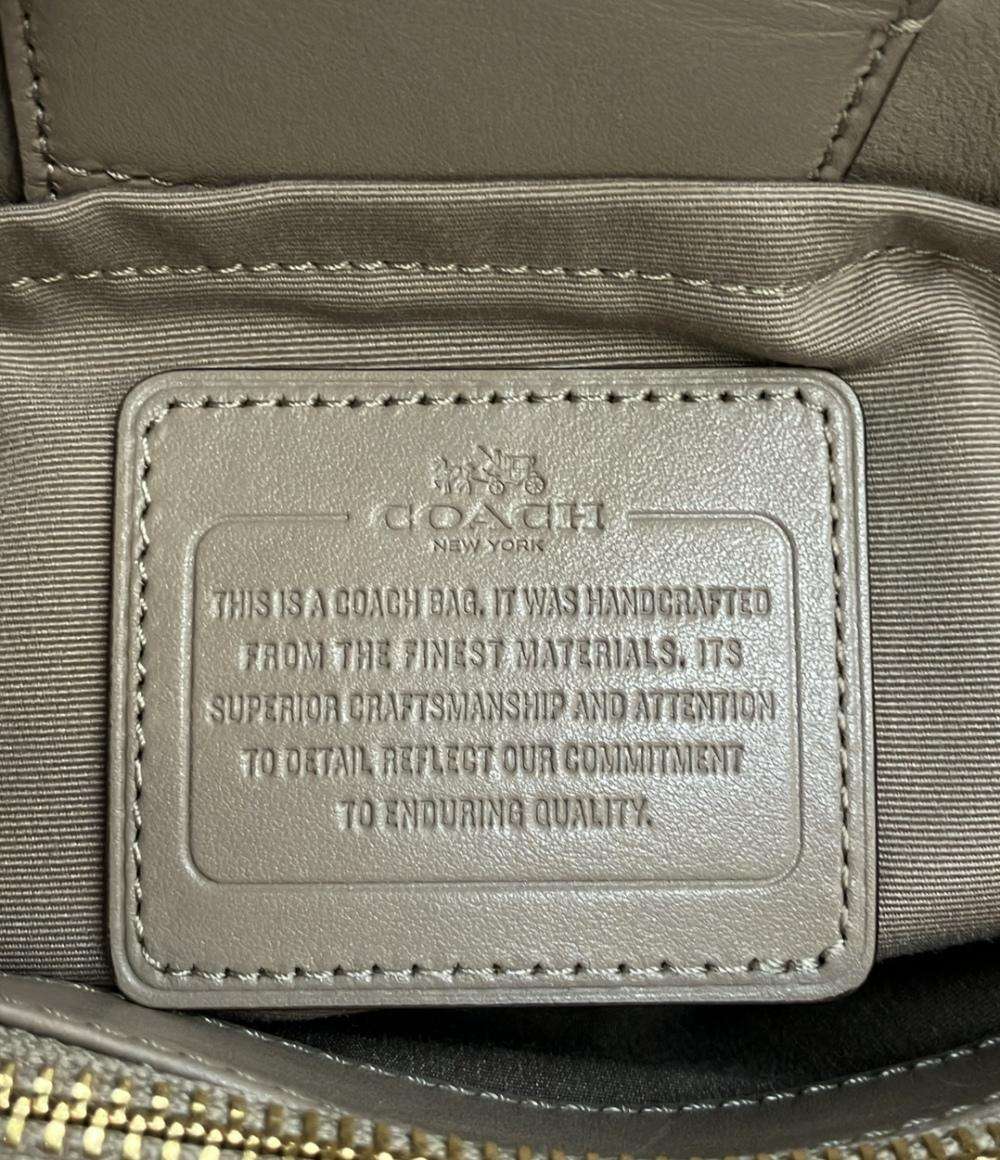 COACH
NEW YORK
THIS IS A COACH BAG. IT WAS HANDCRAFTED
FROM THE FINEST MATERIALS. ITS
SUPERIOR CRAFTSMANSHIP AND ATTENTION
TO DETAIL REFLECT OUR COMMITMENT
TO ENDURING QUALITY.